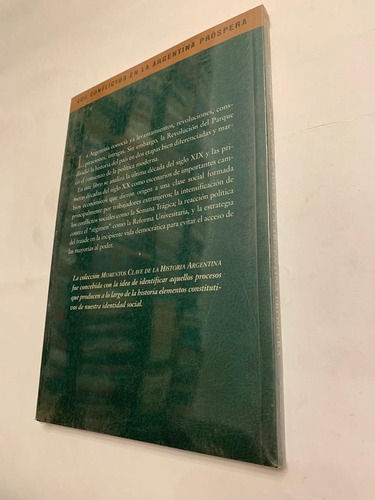 LOS CONFLICTOS EN LA ARGENTINA PRÓSPERA
La Argentina conocía ya levantamientos, revoluciones, cons-
piraciones, intrigas. Sin embargo, la Revolución del Parque
dividió la historia del país en dos etapas bien diferenciadas y mar-
có el comienzo de la política moderna.
En este libro se analiza la última década del siglo XIX y las pri-
meras décadas del siglo XX como escenarios de importantes cam-
bios económicos que dieron origen a una clase social formada
principalmente por trabajadores extranjeros; la intensificación de
los conflictos sociales como la Semana Trágica; la reacción política
contra el "régimen" como la Reforma Universitaria, y la estrategia
del fraude en la incipiente vida democrática para evitar el acceso de
las mayorías al poder.
La colección MOMENTOS CLAVE DE LA HISTORIA ARGENTINA
fue concebida con la idea de identificar aquellos procesos
que producen a lo largo de la historia elementos constituti-
vos de nuestra identidad social.